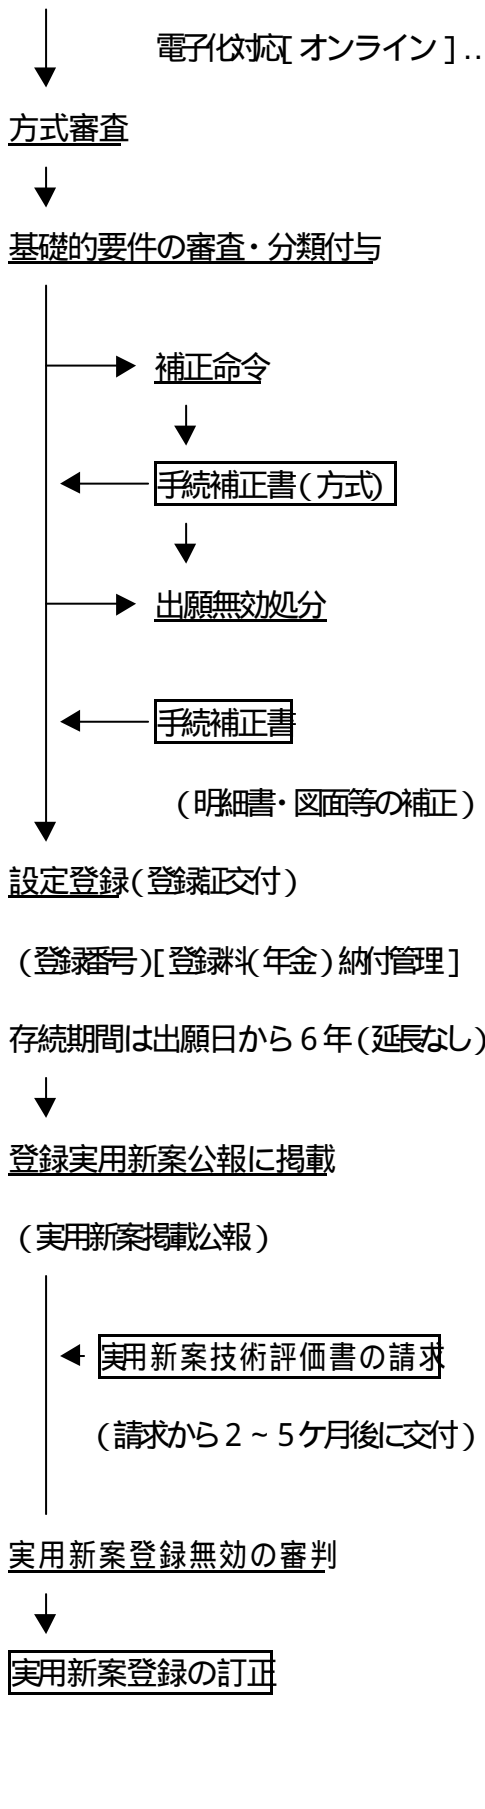 電子化対応[オンライン]‥
方式審査
基礎的要件の審査・分類付与
補正命令
手続補正書(方式)
出願無効処分
手続補正書
(明細書・図面等の補正)
設定登録(登録証交付)
(登録番号)[登録料(年金)納付管理]
存続期間は出願日から6年(延長なし)
登録実用新案公報に掲載
(実用新案掲載公報)
実用新案技術評価書の請求
(請求から2~5ケ月後に交付)
実用新案登録無効の審判
実用新案登録の訂正